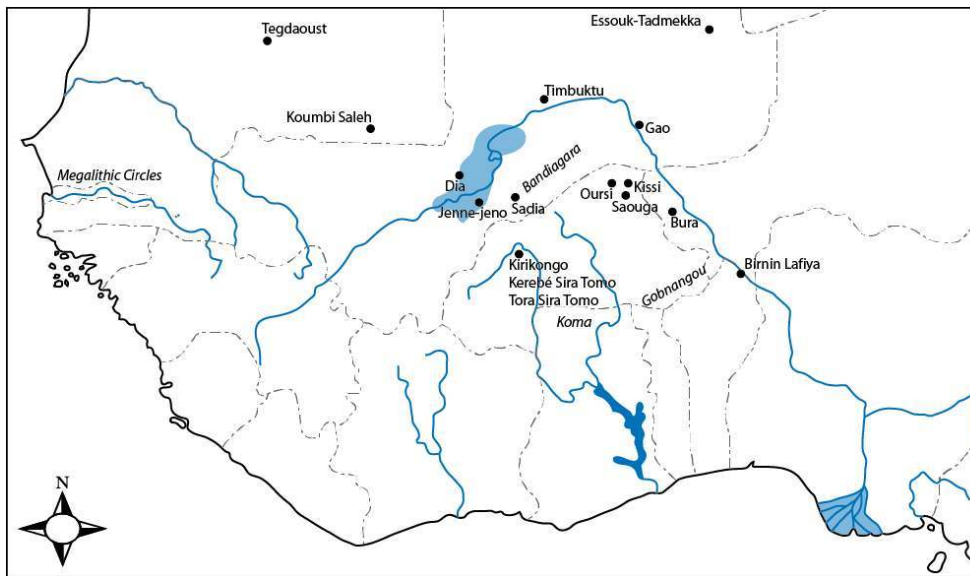 Essouk-Tadmekka
Tegdaoust
Timbuktu
Koumbi Saleh
Gao
Megalithic Circles
Bandiagara
Dia
Oursi
Kissi
Jenne-jeno
Sadia
Saouga
Bura
Kirikongo
Kerebé Sira Tomo
Tora Sira Tomo
Birnin Lafiya
Gobnangou
Koma
N